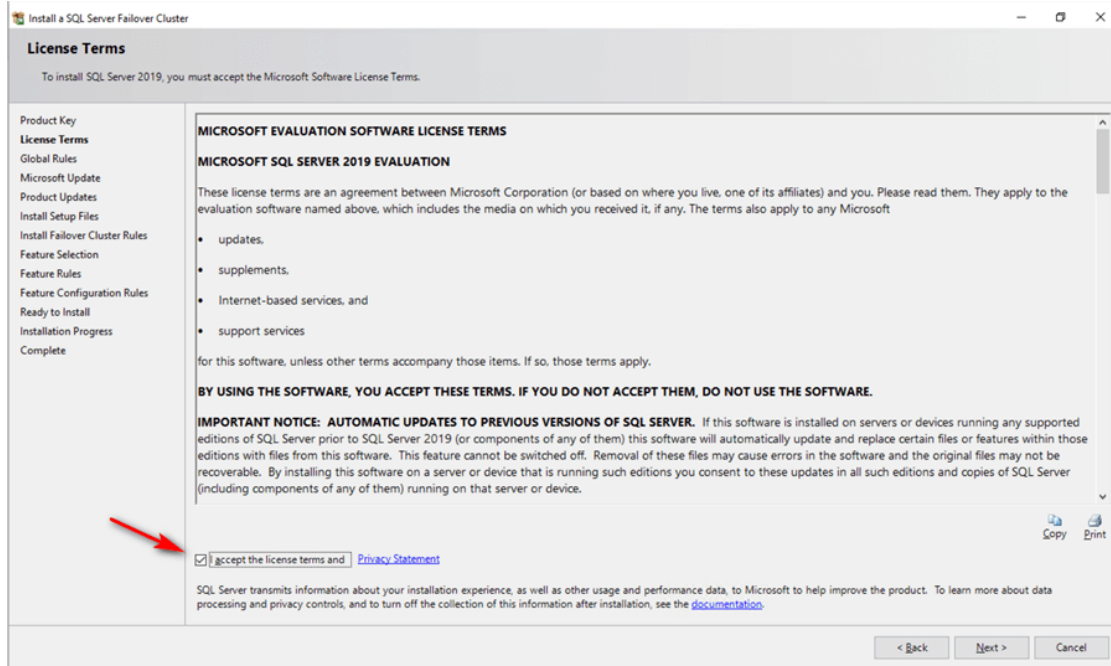 Install a SQL Server Failover Cluster
License Terms
To install SQL Server 2019, you must accept the Microsoft Software License Terms.
Product Key
License Terms
Global Rules
Microsoft Update
Product Updates
Install Setup Files
Install Failover Cluster Rules
Feature Selection
Feature Rules
Feature Configuration Rules
Ready to Install
Installation Progress
Complete
MICROSOFT EVALUATION SOFTWARE LICENSE TERMS
MICROSOFT SQL SERVER 2019 EVALUATION
These license terms are an agreement between Microsoft Corporation (or based on where you live, one of its affiliates) and you. Please read them. They apply to the
evaluation software named above, which includes the media on which you received it, if any. The terms also apply to any Microsoft
• updates,
• supplements,
• Internet-based services, and
• support services
for this software, unless other terms accompany those items. If so, those terms apply.
BY USING THE SOFTWARE, YOU ACCEPT THESE TERMS. IF YOU DO NOT ACCEPT THEM, DO NOT USE THE SOFTWARE.
IMPORTANT NOTICE: AUTOMATIC UPDATES TO PREVIOUS VERSIONS OF SQL SERVER. If this software is installed on servers or devices running any supported
editions of SQL Server prior to SQL Server 2019 (or components of any of them) this software will automatically update and replace certain files or features within those
editions with files from this software. This feature cannot be switched off. Removal of these files may cause errors in the software and the original files may not be
recoverable. By installing this software on a server or device that is running such editions you consent to these updates in all such editions and copies of SQL Server
(including components of any of them) running on that server or device.
Copy Print
I accept the license terms and Privacy Statement
SQL Server transmits information about your installation experience, as well as other usage and performance data, to Microsoft to help improve the product. To learn more about data
processing and privacy controls, and to turn off the collection of this information after installation, see the documentation.
< Back Next > Cancel